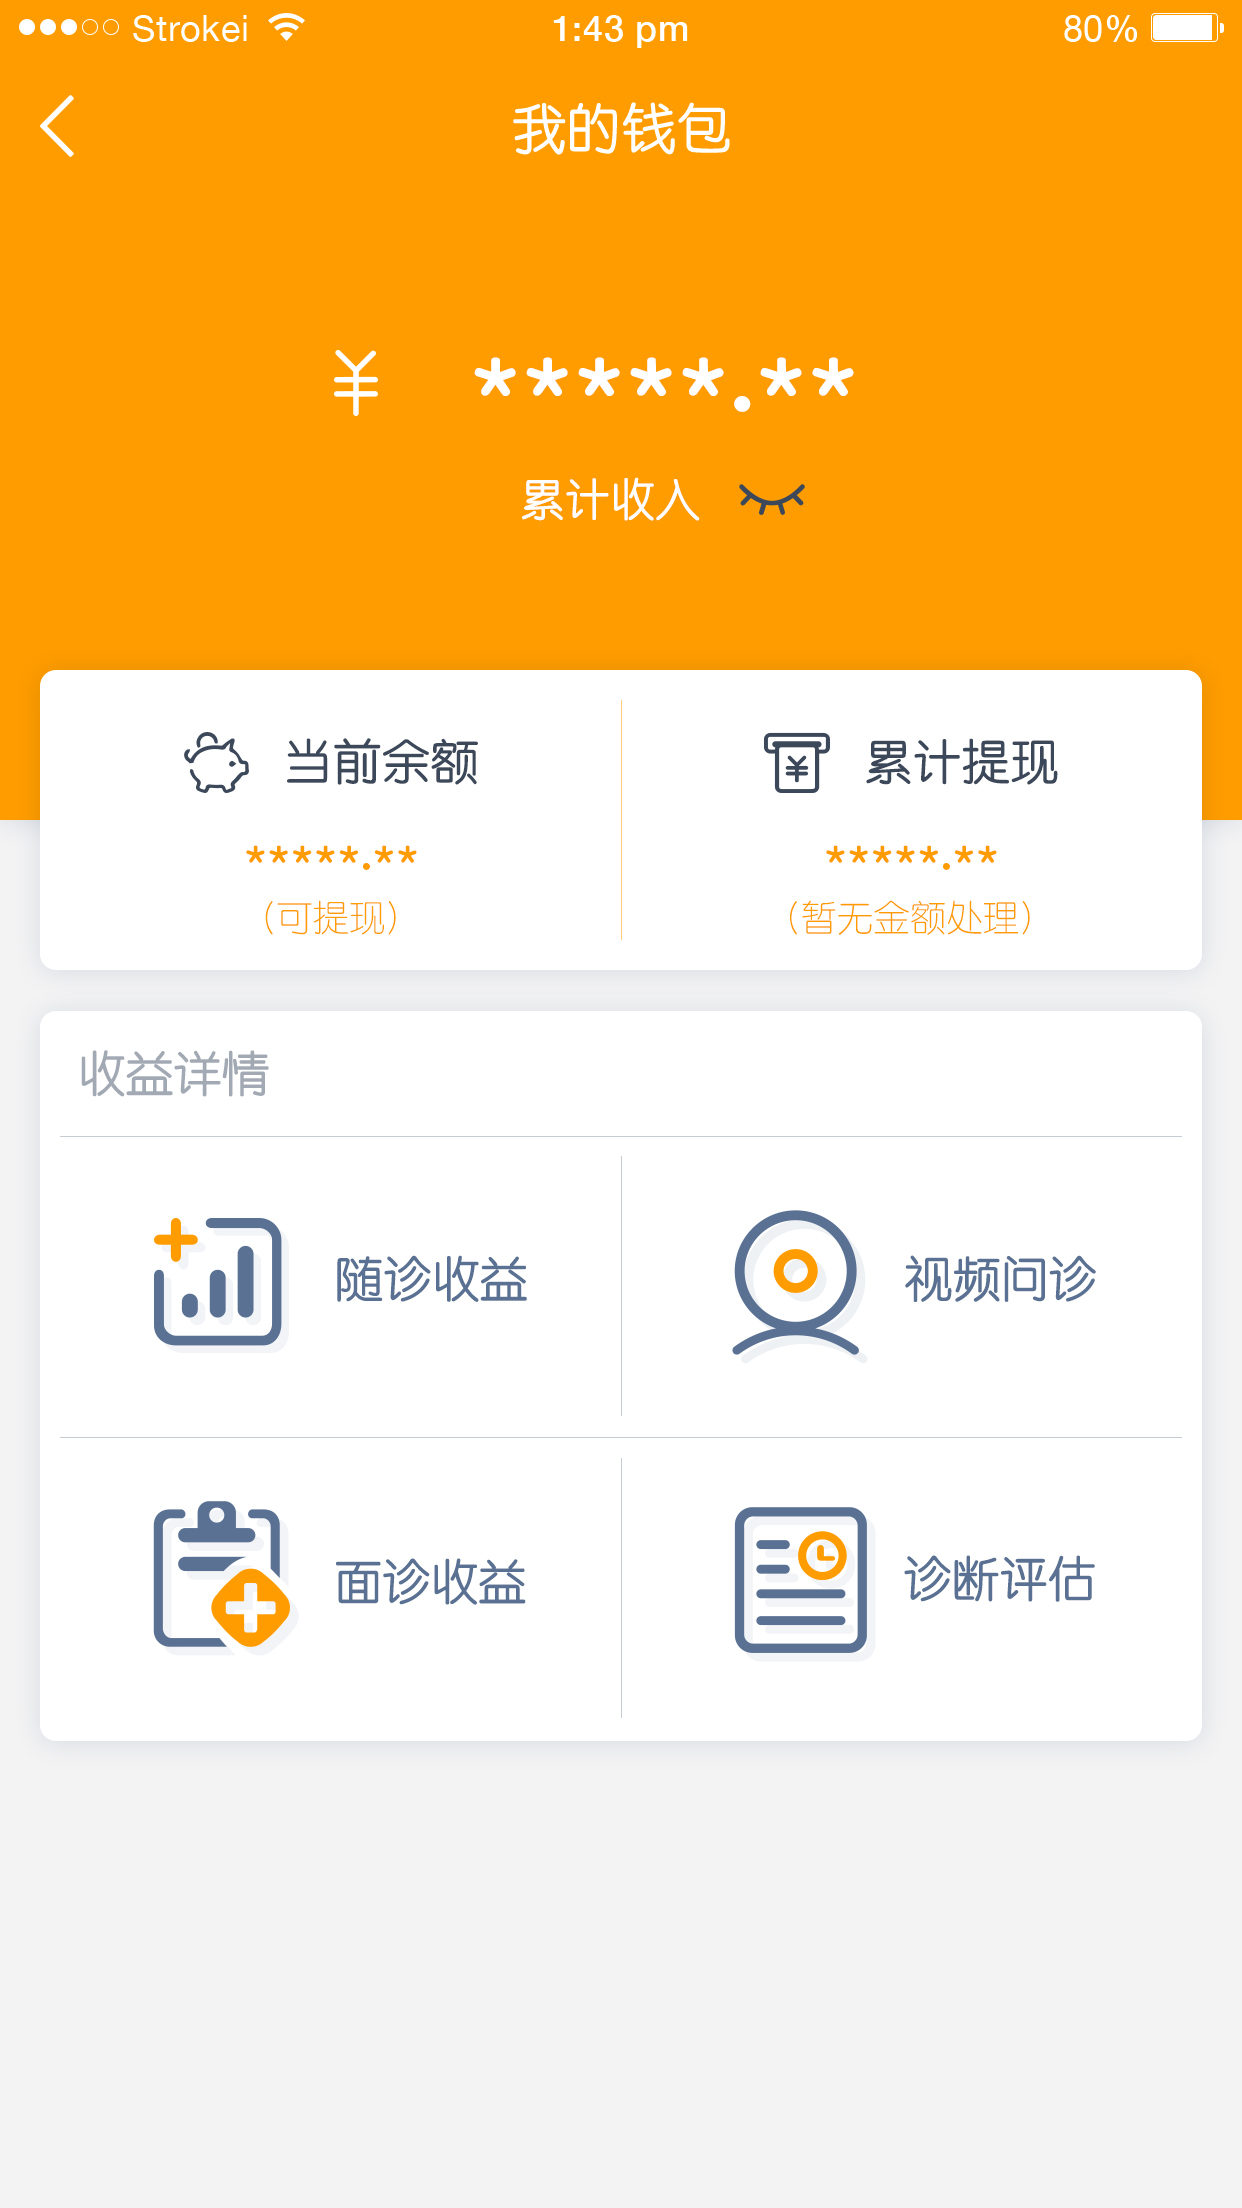 Strokei 1:43 pm 80%
我的钱包
¥ *****.**
累计收入
当前余额 累计提现
*****.** *****.**
(可提现) (暂无金额处理)
收益详情
随诊收益 视频问诊
面诊收益 诊断评估